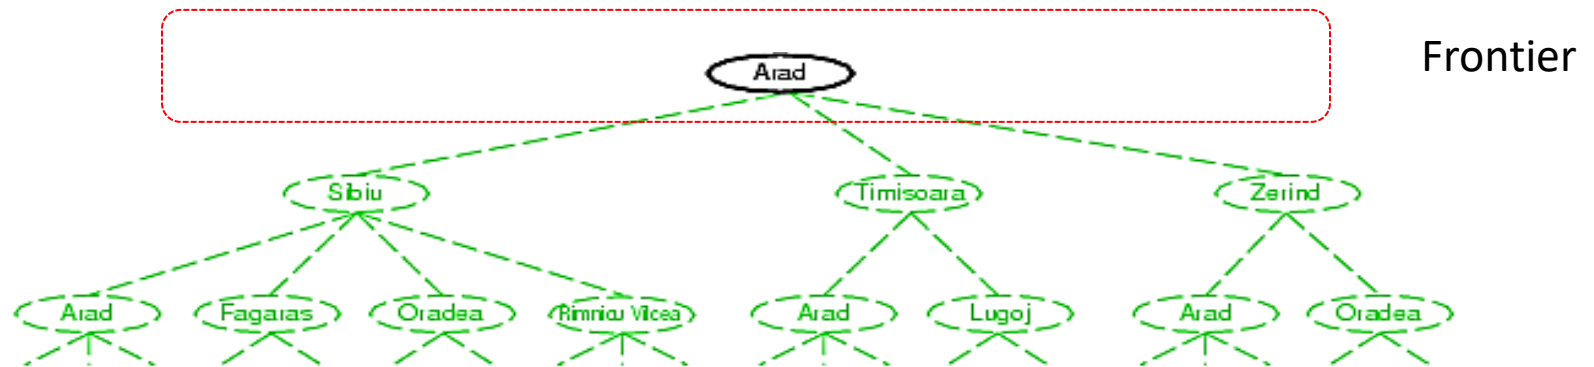 Frontier
Arad
Sibiu
Timisoara
Zerind
Arad
Fagaras
Oradea
Rimnicu Vilcea
Arad
Lugoj
Arad
Oradea